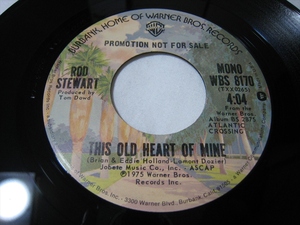 BURBANK, HOME OF WARNER BROS. RECORDS
PROMOTION NOT FOR SALE
ROD
STEWART
Produced by
Tom Dowd
MONO
WBS 8170
4:04
From the
Warner Bros.
Album BS 2875
ATLANTIC
CROSSING
THIS OLD HEART OF MINE
(Brian & Eddie Holland-Lamont Dozier)
Jobete Music Co., Inc. - ASCAP
©1975 Warner Bros.
Records Inc.